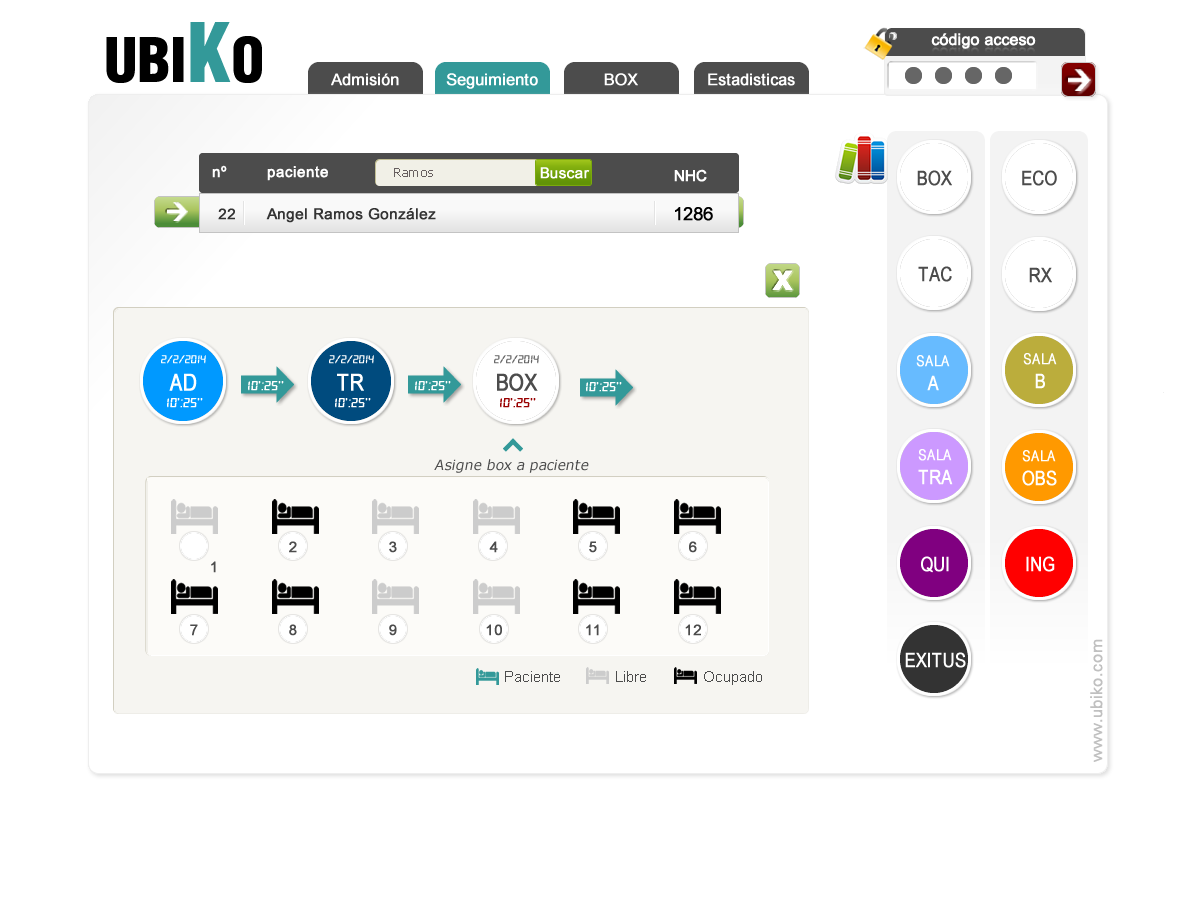 UBIKO
código acceso
Admisión
Seguimiento
BOX
Estadisticas
nº
paciente
Ramos
Buscar
NHC
22
Angel Ramos González
1286
X
2/2/2014
AD
10':25''
10':25''
2/2/2014
TR
10':25''
10':25''
2/2/2014
BOX
10':25''
10':25''
Asigne box a paciente
1
2
3
4
5
6
7
8
9
10
11
12
Paciente
Libre
Ocupado
BOX
ECO
TAC
RX
SALA
A
SALA
B
SALA
TRA
SALA
OBS
QUI
ING
EXITUS
www.ubiko.com